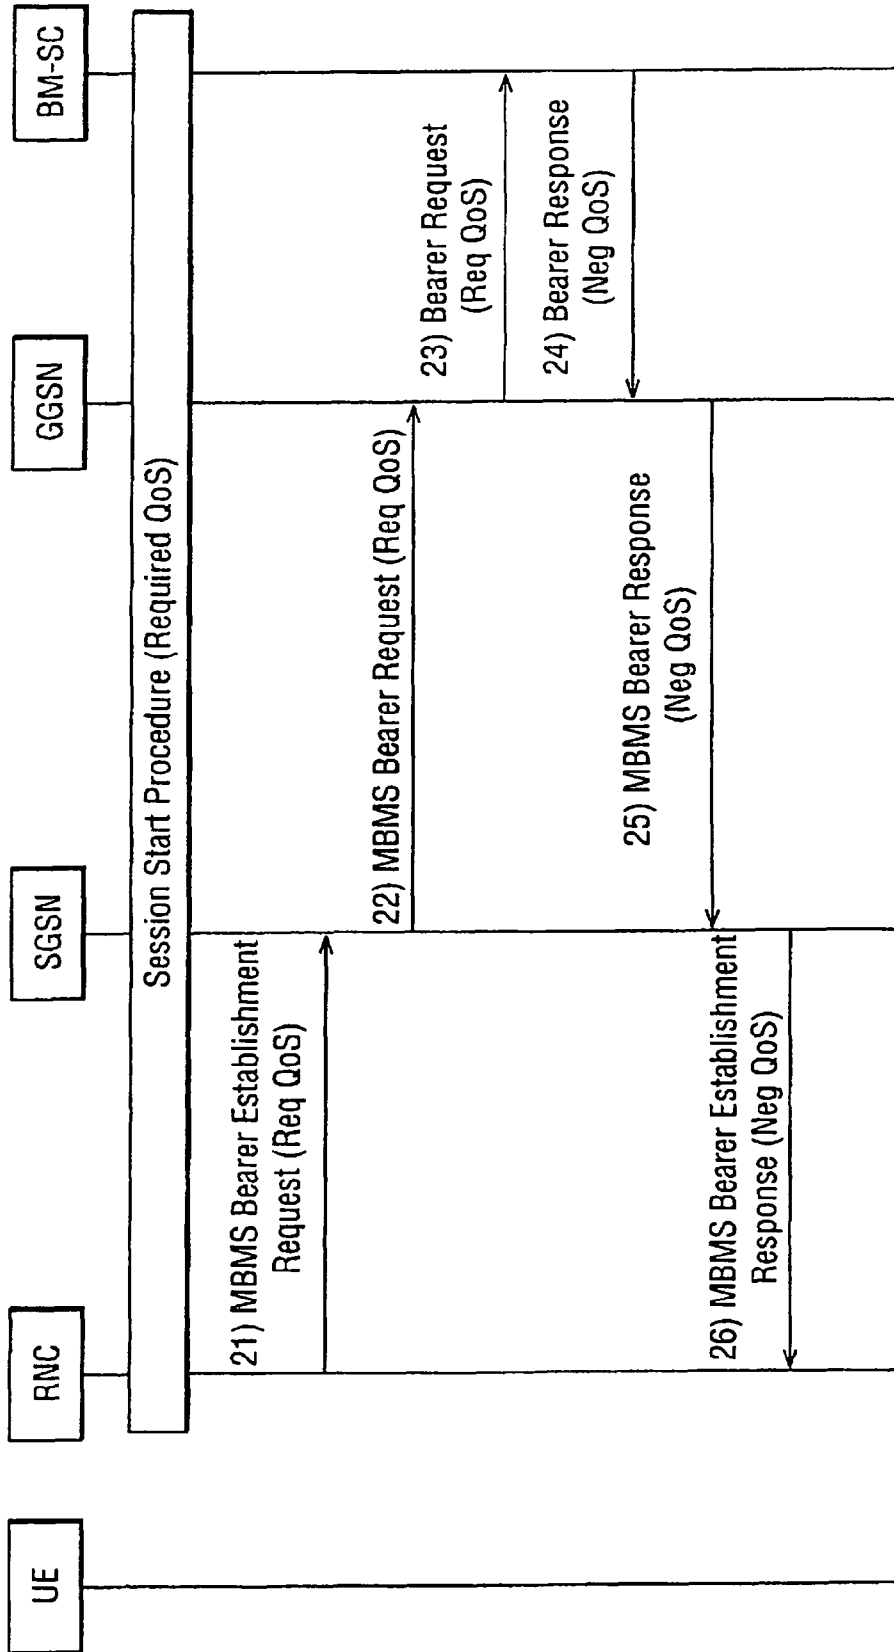 UE
RNC
SGSN
GGSN
BM-SC
Session Start Procedure (Required QoS)
21) MBMS Bearer Establishment
Request (Req QoS)
22) MBMS Bearer Request (Req QoS)
23) Bearer Request
(Req QoS)
24) Bearer Response
(Neg QoS)
25) MBMS Bearer Response
(Neg QoS)
26) MBMS Bearer Establishment
Response (Neg QoS)